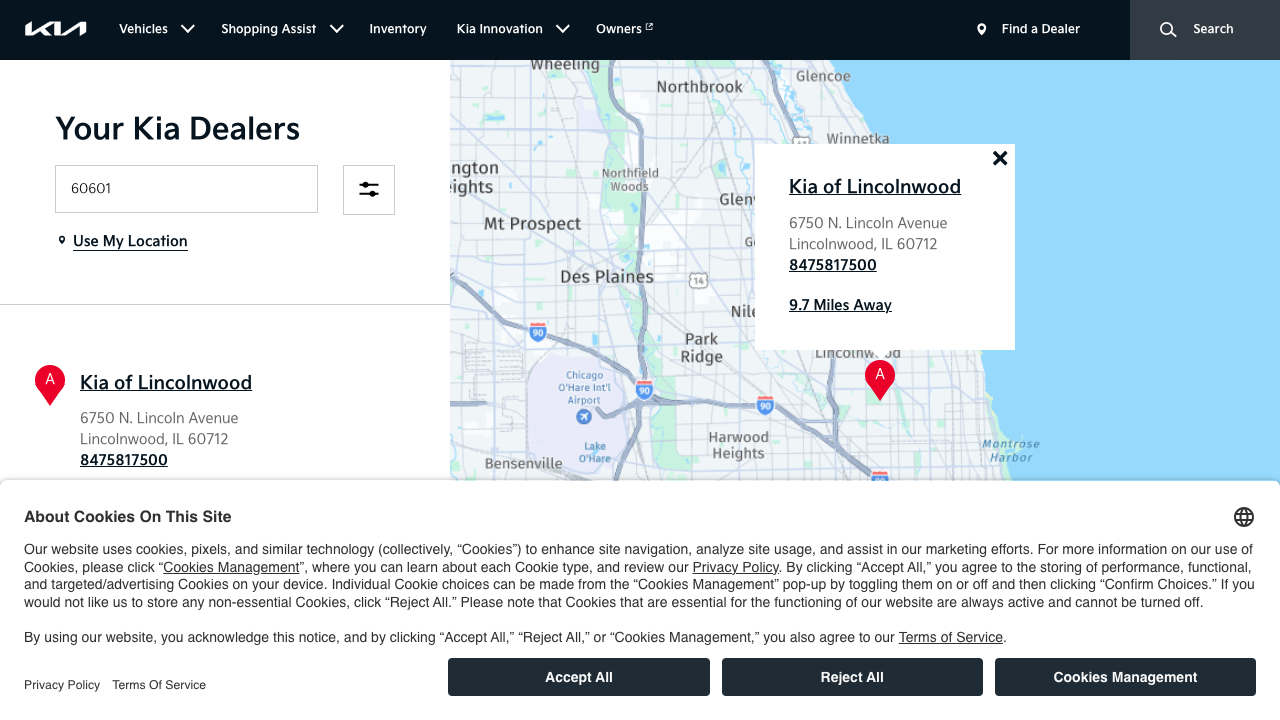 KIA
Vehicles
Shopping Assist
Inventory
Kia Innovation
Owners
Find a Dealer
Search
Your Kia Dealers
60601
Use My Location
A
Kia of Lincolnwood
6750 N. Lincoln Avenue
Lincolnwood, IL 60712
8475817500
Wheeling
Northbrook
Glencoe
Winnetka
ngton
eights
Northfield
Woods
Glenv
Mt Prospect
Des Plaines
14
Nile
Park
Ridge
90
Chicago
O'Hare Int'l
Airport
90
90
Lake
O'Hare
Harwood
Heights
Bensenville
Lincolnwood
Montrose
Harbor
A
Kia of Lincolnwood
6750 N. Lincoln Avenue
Lincolnwood, IL 60712
8475817500
9.7 Miles Away
About Cookies On This Site
Our website uses cookies, pixels, and similar technology (collectively, “Cookies”) to enhance site navigation, analyze site usage, and assist in our marketing efforts. For more information on our use of
Cookies, please click “Cookies Management”, where you can learn about each Cookie type, and review our Privacy Policy. By clicking “Accept All,” you agree to the storing of performance, functional,
and targeted/advertising Cookies on your device. Individual Cookie choices can be made from the “Cookies Management” pop-up by toggling them on or off and then clicking “Confirm Choices.” If you
would not like us to store any non-essential Cookies, click “Reject All.” Please note that Cookies that are essential for the functioning of our website are always active and cannot be turned off.
By using our website, you acknowledge this notice, and by clicking “Accept All,” “Reject All,” or “Cookies Management,” you also agree to our Terms of Service.
Privacy Policy
Terms Of Service
Accept All
Reject All
Cookies Management